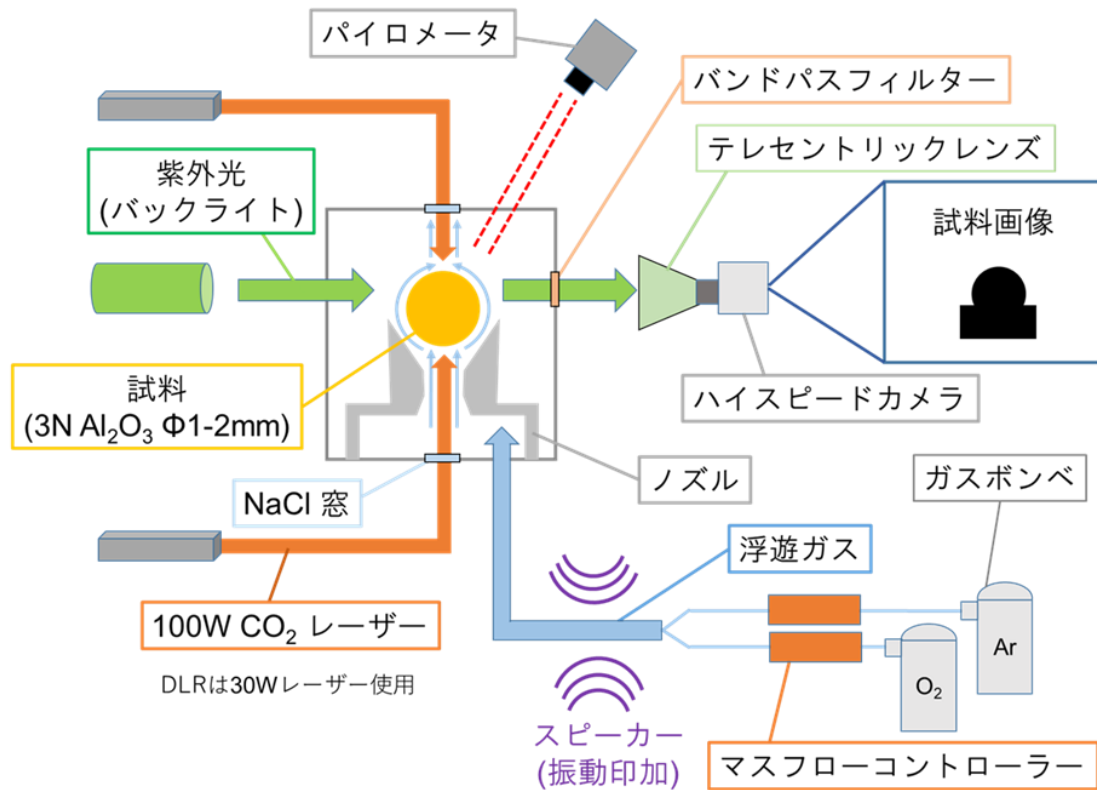 パイロメータ
バンドパスフィルター
テレセントリックレンズ
紫外光
(バックライト)
試料画像
試料
(3N Al₂O₃ Φ1-2mm)
ハイスピードカメラ
NaCl 窓
ノズル
ガスボンベ
浮遊ガス
100W CO₂ レーザー
DLRは30Wレーザー使用
Ar
O₂
スピーカー
(振動印加)
マスフローコントローラー